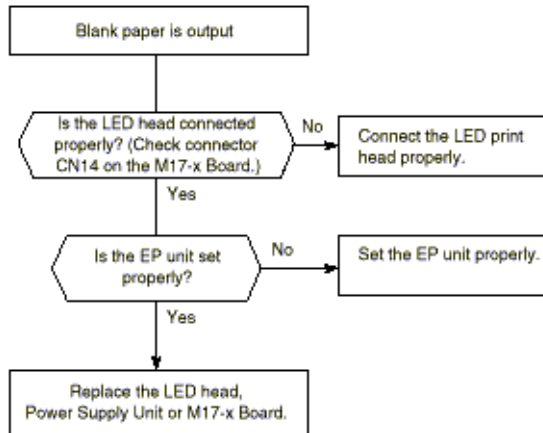 Blank paper is output
Is the LED head connected
properly? (Check connector
CN14 on the M17-x Board.)
No
Connect the LED print
head properly.
Yes
Is the EP unit set
properly?
No
Set the EP unit properly.
Yes
Replace the LED head,
Power Supply Unit or M17-x Board.